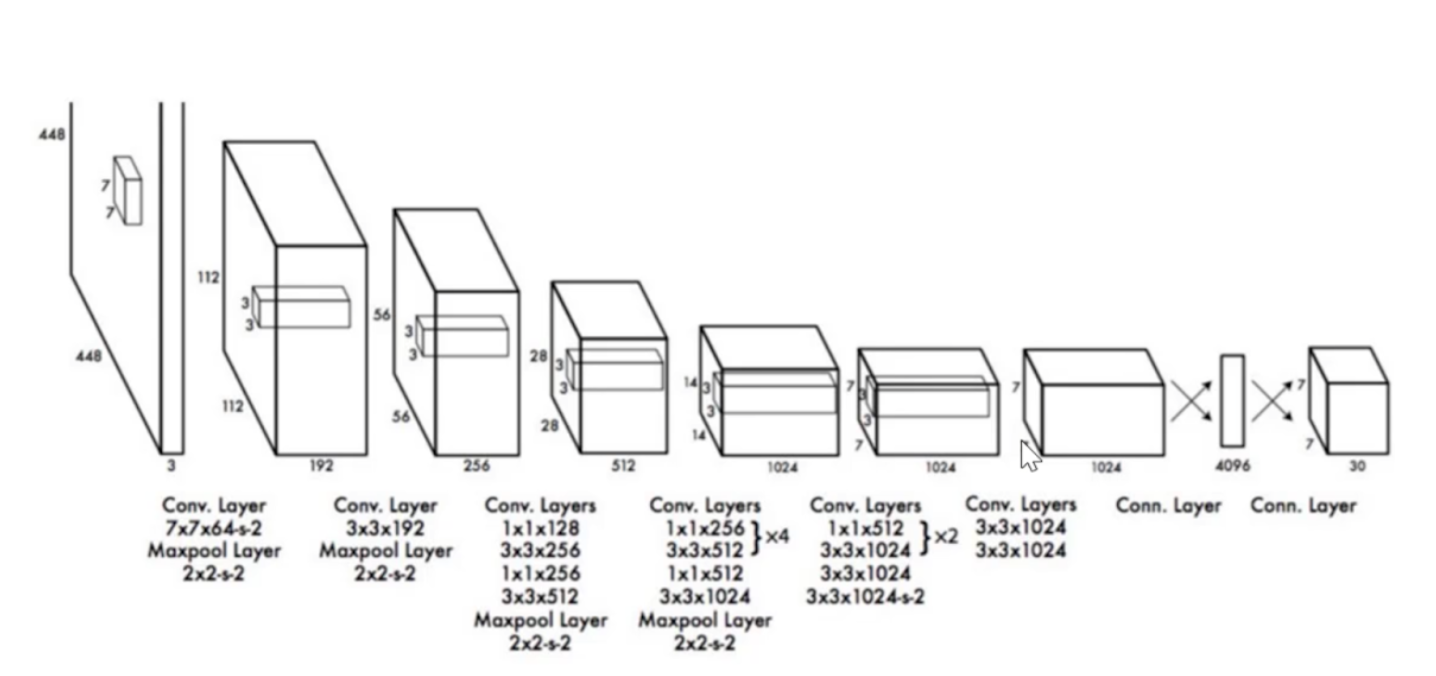 448
7
7
448
3
112
3
3
112
192
56
3
3
56
256
28
3
3
28
512
14
3
3
14
1024
7
3
3
7
1024
7
1024
4096
7
7
30
Conv. Layer
7x7x64-s-2
Maxpool Layer
2x2-s-2
Conv. Layer
3x3x192
Maxpool Layer
2x2-s-2
Conv. Layers
1x1x128
3x3x256
1x1x256
3x3x512
Maxpool Layer
2x2-s-2
Conv. Layers
1x1x256
3x3x512 } x4
1x1x512
3x3x1024
Maxpool Layer
2x2-s-2
Conv. Layers
1x1x512
3x3x1024 } x2
3x3x1024
3x3x1024-s-2
Conv. Layers
3x3x1024
3x3x1024
Conn. Layer
Conn. Layer